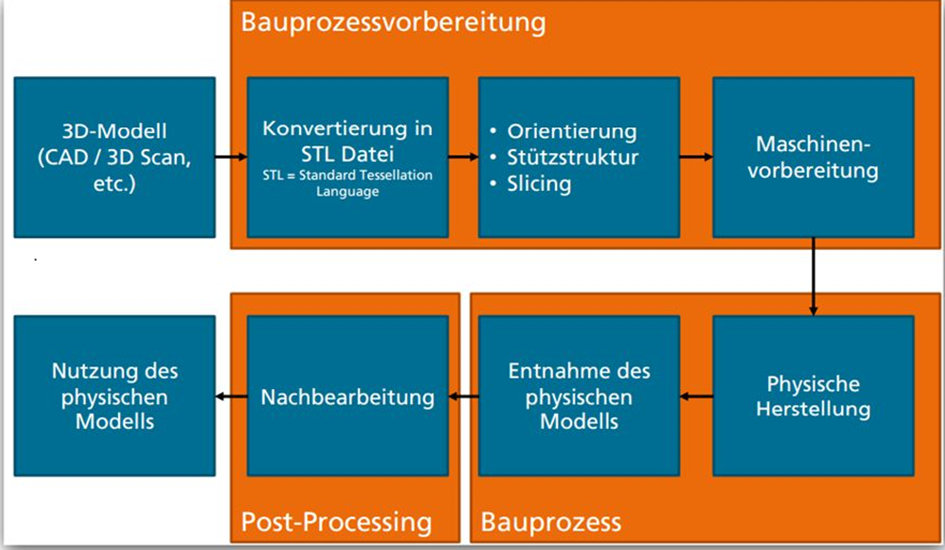 Bauprozessvorbereitung
3D-Modell
(CAD / 3D Scan,
etc.)
Konvertierung in
STL Datei
STL = Standard Tessellation
Language
• Orientierung
• Stützstruktur
• Slicing
Maschinen-
vorbereitung
Nutzung des
physischen
Modells
Nachbearbeitung
Entnahme des
physischen
Modells
Physische
Herstellung
Post-Processing
Bauprozess